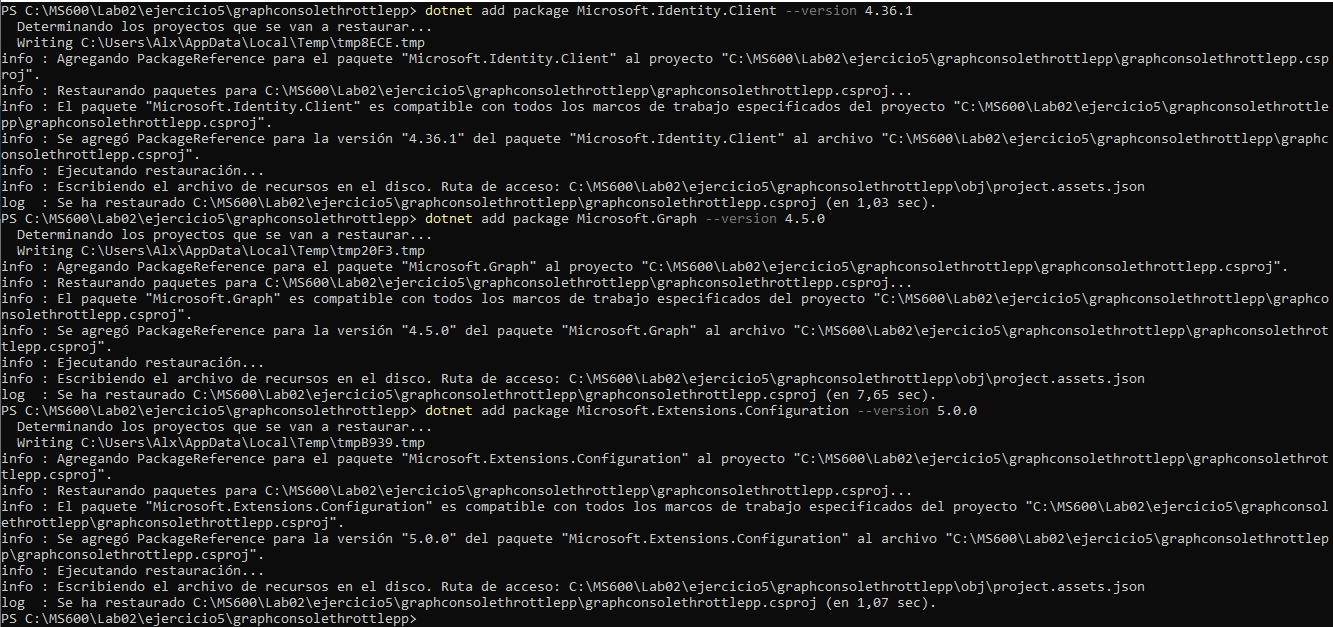 PS C:\MS600\Lab02\ejercicio5\graphconsolethrottlepp> dotnet add package Microsoft.Identity.Client --version 4.36.1
  Determinando los proyectos que se van a restaurar...
  Writing C:\Users\Alx\AppData\Local\Temp\tmp8ECE.tmp
info : Agregando PackageReference para el paquete "Microsoft.Identity.Client" al proyecto "C:\MS600\Lab02\ejercicio5\graphconsolethrottlepp\graphconsolethrottlepp.csp
roj".
info : Restaurando paquetes para C:\MS600\Lab02\ejercicio5\graphconsolethrottlepp\graphconsolethrottlepp.csproj...
info : El paquete "Microsoft.Identity.Client" es compatible con todos los marcos de trabajo especificados del proyecto "C:\MS600\Lab02\ejercicio5\graphconsolethrottle
pp\graphconsolethrottlepp.csproj".
info : Se agregó PackageReference para la versión "4.36.1" del paquete "Microsoft.Identity.Client" al archivo "C:\MS600\Lab02\ejercicio5\graphconsolethrottlepp\graphc
onsolethrottlepp.csproj".
info : Ejecutando restauración...
info : Escribiendo el archivo de recursos en el disco. Ruta de acceso: C:\MS600\Lab02\ejercicio5\graphconsolethrottlepp\obj\project.assets.json
log  : Se ha restaurado C:\MS600\Lab02\ejercicio5\graphconsolethrottlepp\graphconsolethrottlepp.csproj (en 1,03 sec).
PS C:\MS600\Lab02\ejercicio5\graphconsolethrottlepp> dotnet add package Microsoft.Graph --version 4.5.0
  Determinando los proyectos que se van a restaurar...
  Writing C:\Users\Alx\AppData\Local\Temp\tmp20F3.tmp
info : Agregando PackageReference para el paquete "Microsoft.Graph" al proyecto "C:\MS600\Lab02\ejercicio5\graphconsolethrottlepp\graphconsolethrottlepp.csproj".
info : Restaurando paquetes para C:\MS600\Lab02\ejercicio5\graphconsolethrottlepp\graphconsolethrottlepp.csproj...
info : El paquete "Microsoft.Graph" es compatible con todos los marcos de trabajo especificados del proyecto "C:\MS600\Lab02\ejercicio5\graphconsolethrottlepp\graphco
nsolethrottlepp.csproj".
info : Se agregó PackageReference para la versión "4.5.0" del paquete "Microsoft.Graph" al archivo "C:\MS600\Lab02\ejercicio5\graphconsolethrottlepp\graphconsolethrot
tlepp.csproj".
info : Ejecutando restauración...
info : Escribiendo el archivo de recursos en el disco. Ruta de acceso: C:\MS600\Lab02\ejercicio5\graphconsolethrottlepp\obj\project.assets.json
log  : Se ha restaurado C:\MS600\Lab02\ejercicio5\graphconsolethrottlepp\graphconsolethrottlepp.csproj (en 7,65 sec).
PS C:\MS600\Lab02\ejercicio5\graphconsolethrottlepp> dotnet add package Microsoft.Extensions.Configuration --version 5.0.0
  Determinando los proyectos que se van a restaurar...
  Writing C:\Users\Alx\AppData\Local\Temp\tmpB939.tmp
info : Agregando PackageReference para el paquete "Microsoft.Extensions.Configuration" al proyecto "C:\MS600\Lab02\ejercicio5\graphconsolethrottlepp\graphconsolethrot
tlepp.csproj".
info : Restaurando paquetes para C:\MS600\Lab02\ejercicio5\graphconsolethrottlepp\graphconsolethrottlepp.csproj...
info : El paquete "Microsoft.Extensions.Configuration" es compatible con todos los marcos de trabajo especificados del proyecto "C:\MS600\Lab02\ejercicio5\graphconsol
ethrottlepp\graphconsolethrottlepp.csproj".
info : Se agregó PackageReference para la versión "5.0.0" del paquete "Microsoft.Extensions.Configuration" al archivo "C:\MS600\Lab02\ejercicio5\graphconsolethrottlep
p\graphconsolethrottlepp.csproj".
info : Ejecutando restauración...
info : Escribiendo el archivo de recursos en el disco. Ruta de acceso: C:\MS600\Lab02\ejercicio5\graphconsolethrottlepp\obj\project.assets.json
log  : Se ha restaurado C:\MS600\Lab02\ejercicio5\graphconsolethrottlepp\graphconsolethrottlepp.csproj (en 1,07 sec).
PS C:\MS600\Lab02\ejercicio5\graphconsolethrottlepp>